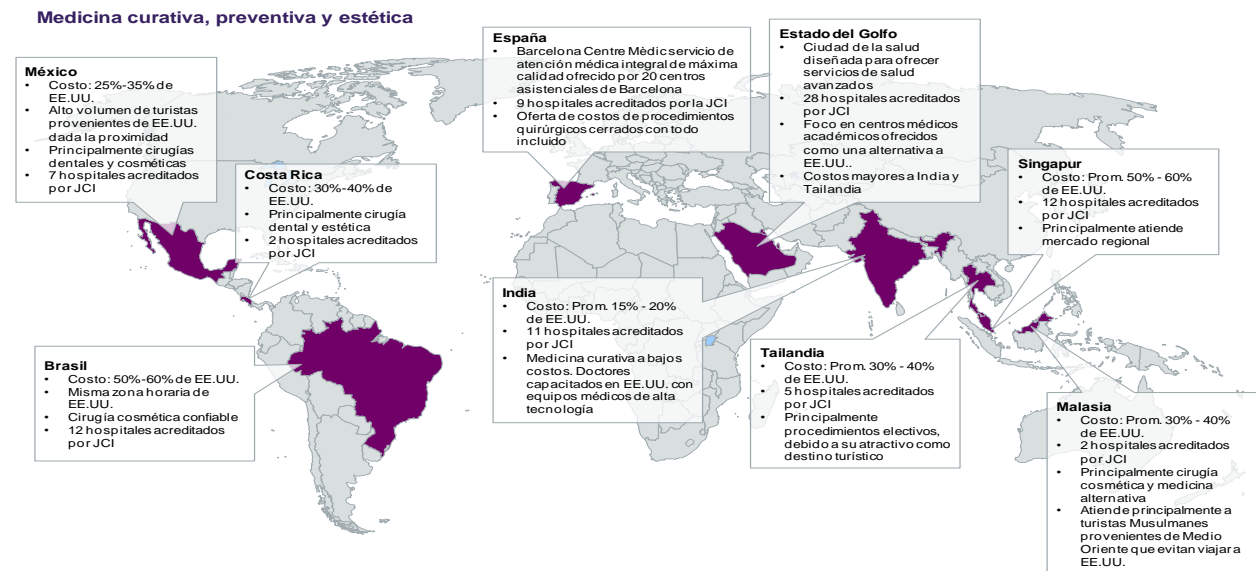 Medicina curativa, preventiva y estética
México
• Costo: 25%-35% de
EE.UU.
• Alto volumen de turistas
provenientes de EE.UU.
dada la proximidad
• Principalmente cirugías
dentales y cosméticas
• 7 hospitales acreditados
por JCI
Costa Rica
• Costo: 30%-40% de
EE.UU.
• Principalmente cirugía
dental y estética
• 2 hospitales acreditados
por JCI
Brasil
• Costo: 50%-60% de EE.UU.
• Misma zona horaria de
EE.UU.
• Cirugía cosmética confiable
• 12 hospitales acreditados
por JCI
España
• Barcelona Centre Mèdic servicio de
atención médica integral de máxima
calidad ofrecido por 20 centros
asistenciales de Barcelona
• 9 hospitales acreditados por la JCI
• Oferta de costos de procedimientos
quirúrgicos cerrados con todo
incluido
Estado del Golfo
• Ciudad de la salud
diseñada para ofrecer
servicios de salud
avanzados
• 28 hospitales acreditados
por JCI
• Foco en centros médicos
académicos ofrecidos
como una alternativa a
EE.UU..
• Costos mayores a India y
Tailandia
India
• Costo: Prom. 15% - 20%
de EE.UU.
• 11 hospitales acreditados
por JCI
• Medicina curativa a bajos
costos. Doctores
capacitados en EE.UU. con
equipos médicos de alta
tecnología
Tailandia
• Costo: Prom. 30% - 40%
de EE.UU.
• 5 hospitales acreditados
por JCI
• Principalmente
procedimientos electivos,
debido a su atractivo como
destino turístico
Singapur
• Costo: Prom. 50% - 60%
de EE.UU.
• 12 hospitales acreditados
por JCI
• Principalmente atiende
mercado regional
Malasia
• Costo: Prom. 30% - 40%
de EE.UU.
• 2 hospitales acreditados
por JCI
• Principalmente cirugía
cosmética y medicina
alternativa
• Atiende principalmente a
turistas Musulmanes
provenientes de Medio
Oriente que evitan viajar a
EE.UU.